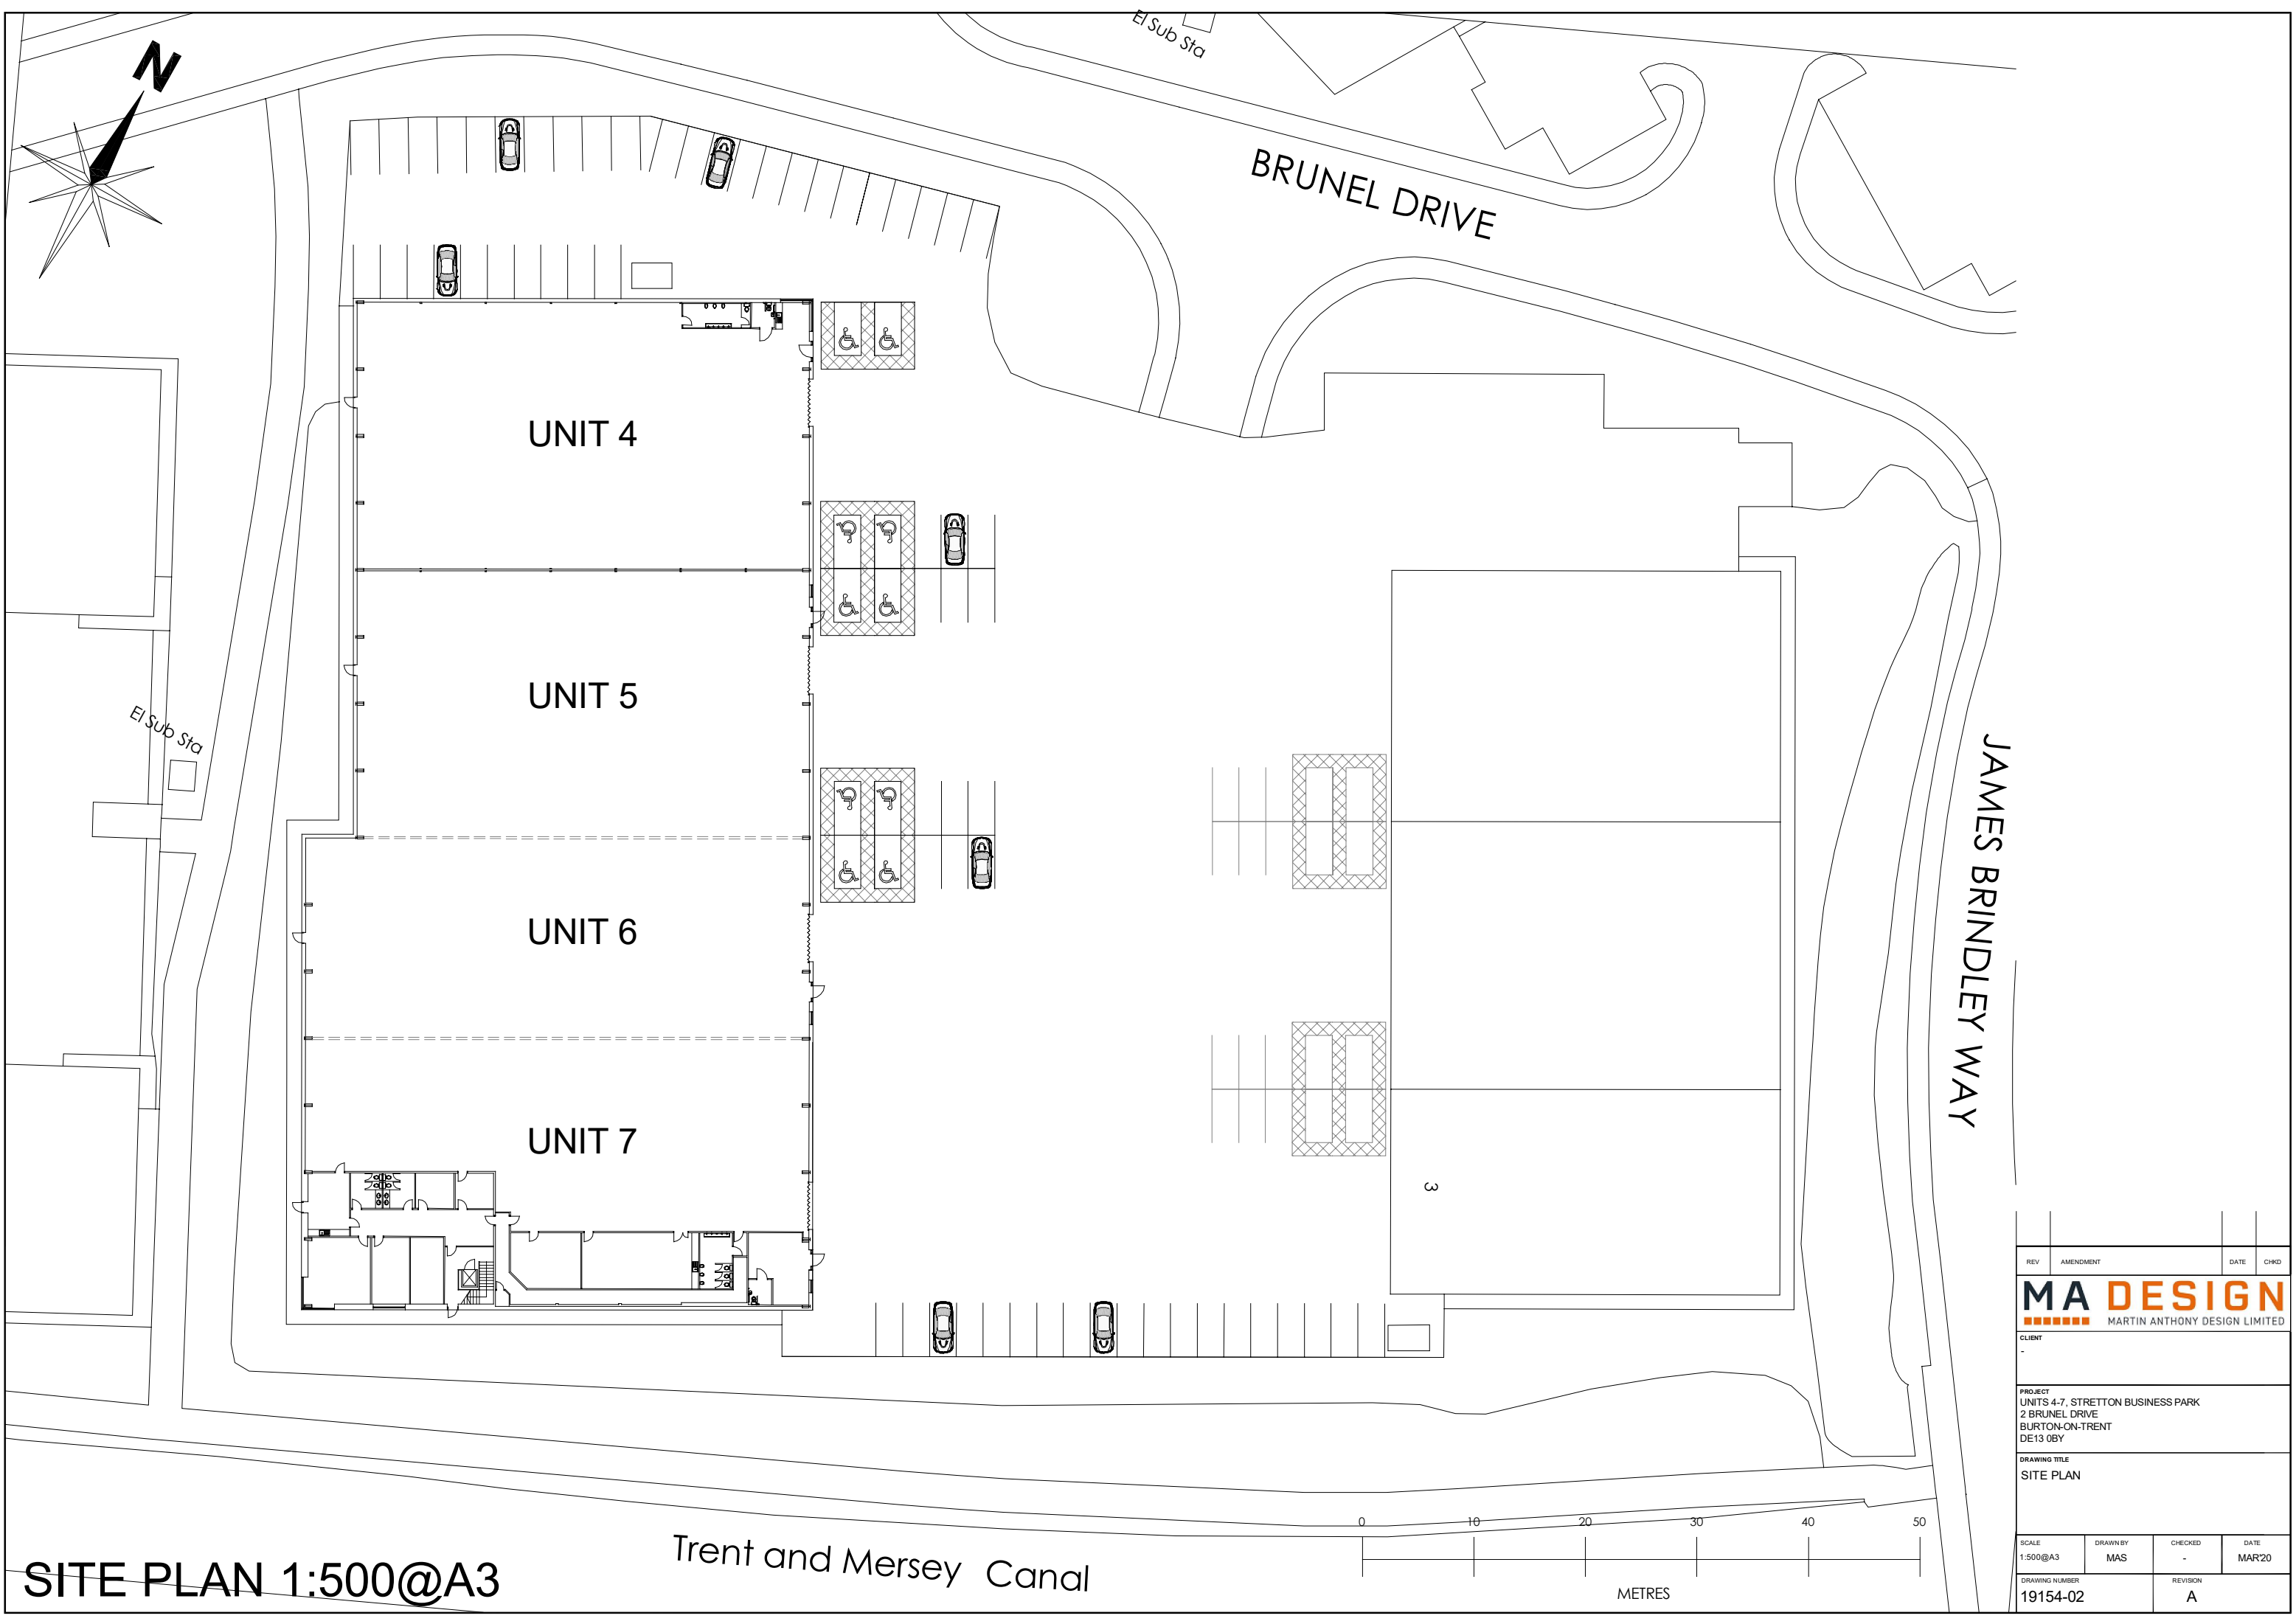 N
El Sub Sta
BRUNEL DRIVE
UNIT 4
UNIT 5
El Sub Sta
UNIT 6
UNIT 7
JAMES BRINDLEY WAY
3
Trent and Mersey Canal
SITE PLAN 1:500@A3
0 10 20 30 40 50
METRES
REV AMENDMENT DATE CHKD
MA DESIGN
MARTIN ANTHONY DESIGN LIMITED
CLIENT
-
PROJECT
UNITS 4-7, STRETTON BUSINESS PARK
2 BRUNEL DRIVE
BURTON-ON-TRENT
DE13 0BY
DRAWING TITLE
SITE PLAN
SCALE DRAWN BY CHECKED DATE
1:500@A3 MAS - MAR'20
DRAWING NUMBER REVISION
19154-02 A